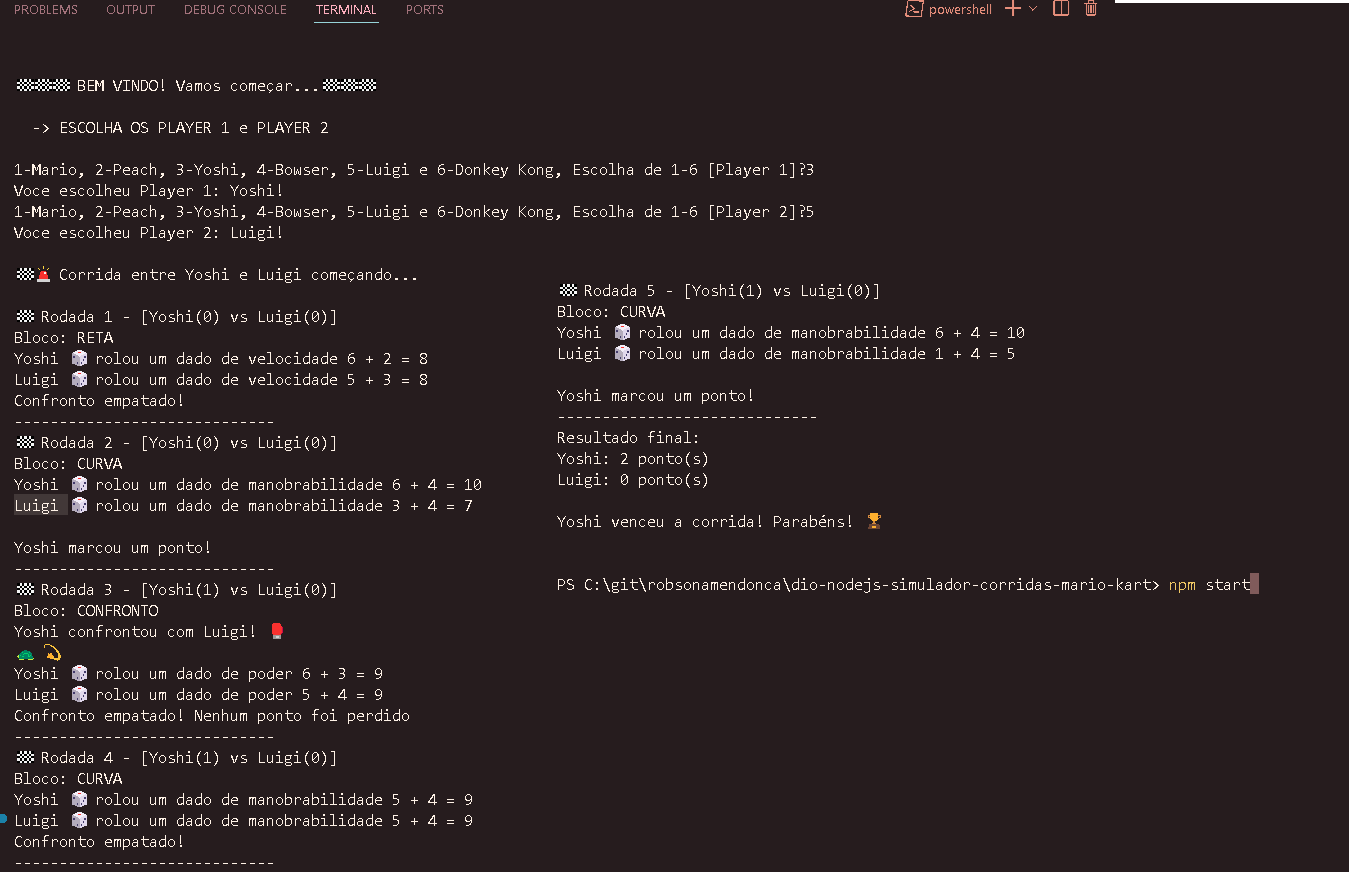 PROBLEMS OUTPUT DEBUG CONSOLE TERMINAL PORTS powershell
BEM VINDO! Vamos começar...
-> ESCOLHA OS PLAYER 1 e PLAYER 2
1-Mario, 2-Peach, 3-Yoshi, 4-Bowser, 5-Luigi e 6-Donkey Kong, Escolha de 1-6 [Player 1]?3
Voce escolheu Player 1: Yoshi!
1-Mario, 2-Peach, 3-Yoshi, 4-Bowser, 5-Luigi e 6-Donkey Kong, Escolha de 1-6 [Player 2]?5
Voce escolheu Player 2: Luigi!
🏁🚨 Corrida entre Yoshi e Luigi começando...
🏁 Rodada 1 - [Yoshi(0) vs Luigi(0)]
Bloco: RETA
Yoshi 🎲 rolou um dado de velocidade 6 + 2 = 8
Luigi 🎲 rolou um dado de velocidade 5 + 3 = 8
Confronto empatado!
-----------------------------
🏁 Rodada 2 - [Yoshi(0) vs Luigi(0)]
Bloco: CURVA
Yoshi 🎲 rolou um dado de manobrabilidade 6 + 4 = 10
Luigi 🎲 rolou um dado de manobrabilidade 3 + 4 = 7
Yoshi marcou um ponto!
-----------------------------
🏁 Rodada 3 - [Yoshi(1) vs Luigi(0)]
Bloco: CONFRONTO
Yoshi confrontou com Luigi! 🥊
🐢 💫
Yoshi 🎲 rolou um dado de poder 6 + 3 = 9
Luigi 🎲 rolou um dado de poder 5 + 4 = 9
Confronto empatado! Nenhum ponto foi perdido
-----------------------------
🏁 Rodada 4 - [Yoshi(1) vs Luigi(0)]
Bloco: CURVA
Yoshi 🎲 rolou um dado de manobrabilidade 5 + 4 = 9
Luigi 🎲 rolou um dado de manobrabilidade 5 + 4 = 9
Confronto empatado!
-----------------------------
🏁 Rodada 5 - [Yoshi(1) vs Luigi(0)]
Bloco: CURVA
Yoshi 🎲 rolou um dado de manobrabilidade 6 + 4 = 10
Luigi 🎲 rolou um dado de manobrabilidade 1 + 4 = 5
Yoshi marcou um ponto!
-----------------------------
Resultado final:
Yoshi: 2 ponto(s)
Luigi: 0 ponto(s)
Yoshi venceu a corrida! Parabéns! 🏆
PS C:\git\robsonamendonca\dio-nodejs-simulador-corridas-mario-kart> npm start